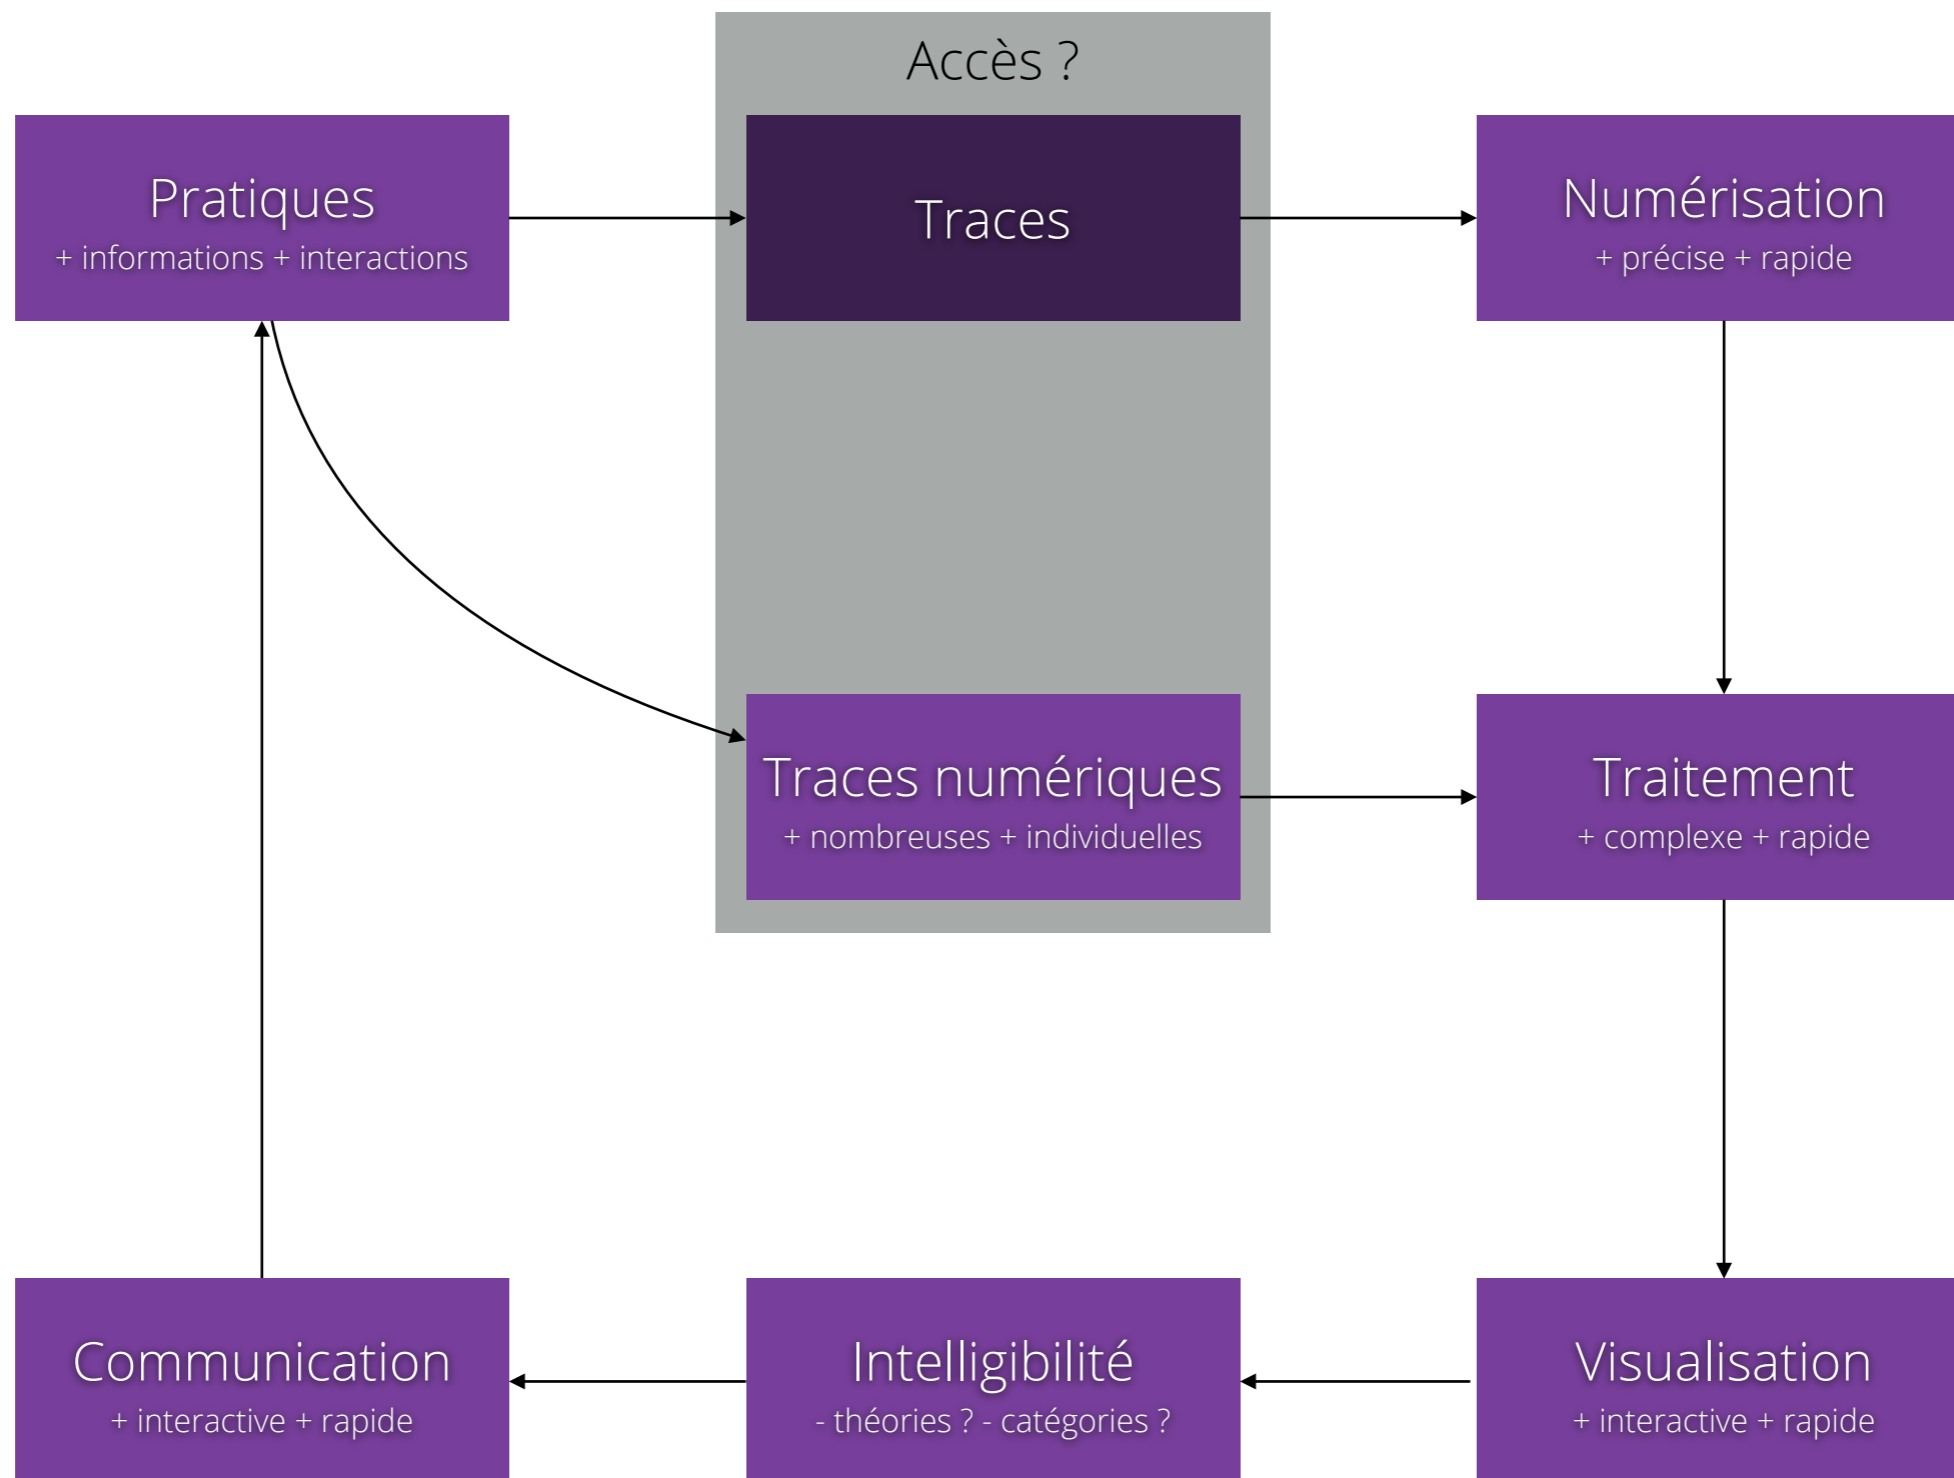 Accès ?
Pratiques
+ informations + interactions
Traces
Numérisation
+ précise + rapide
Traces numériques
+ nombreuses + individuelles
Traitement
+ complexe + rapide
Communication
+ interactive + rapide
Intelligibilité
- théories ? - catégories ?
Visualisation
+ interactive + rapide